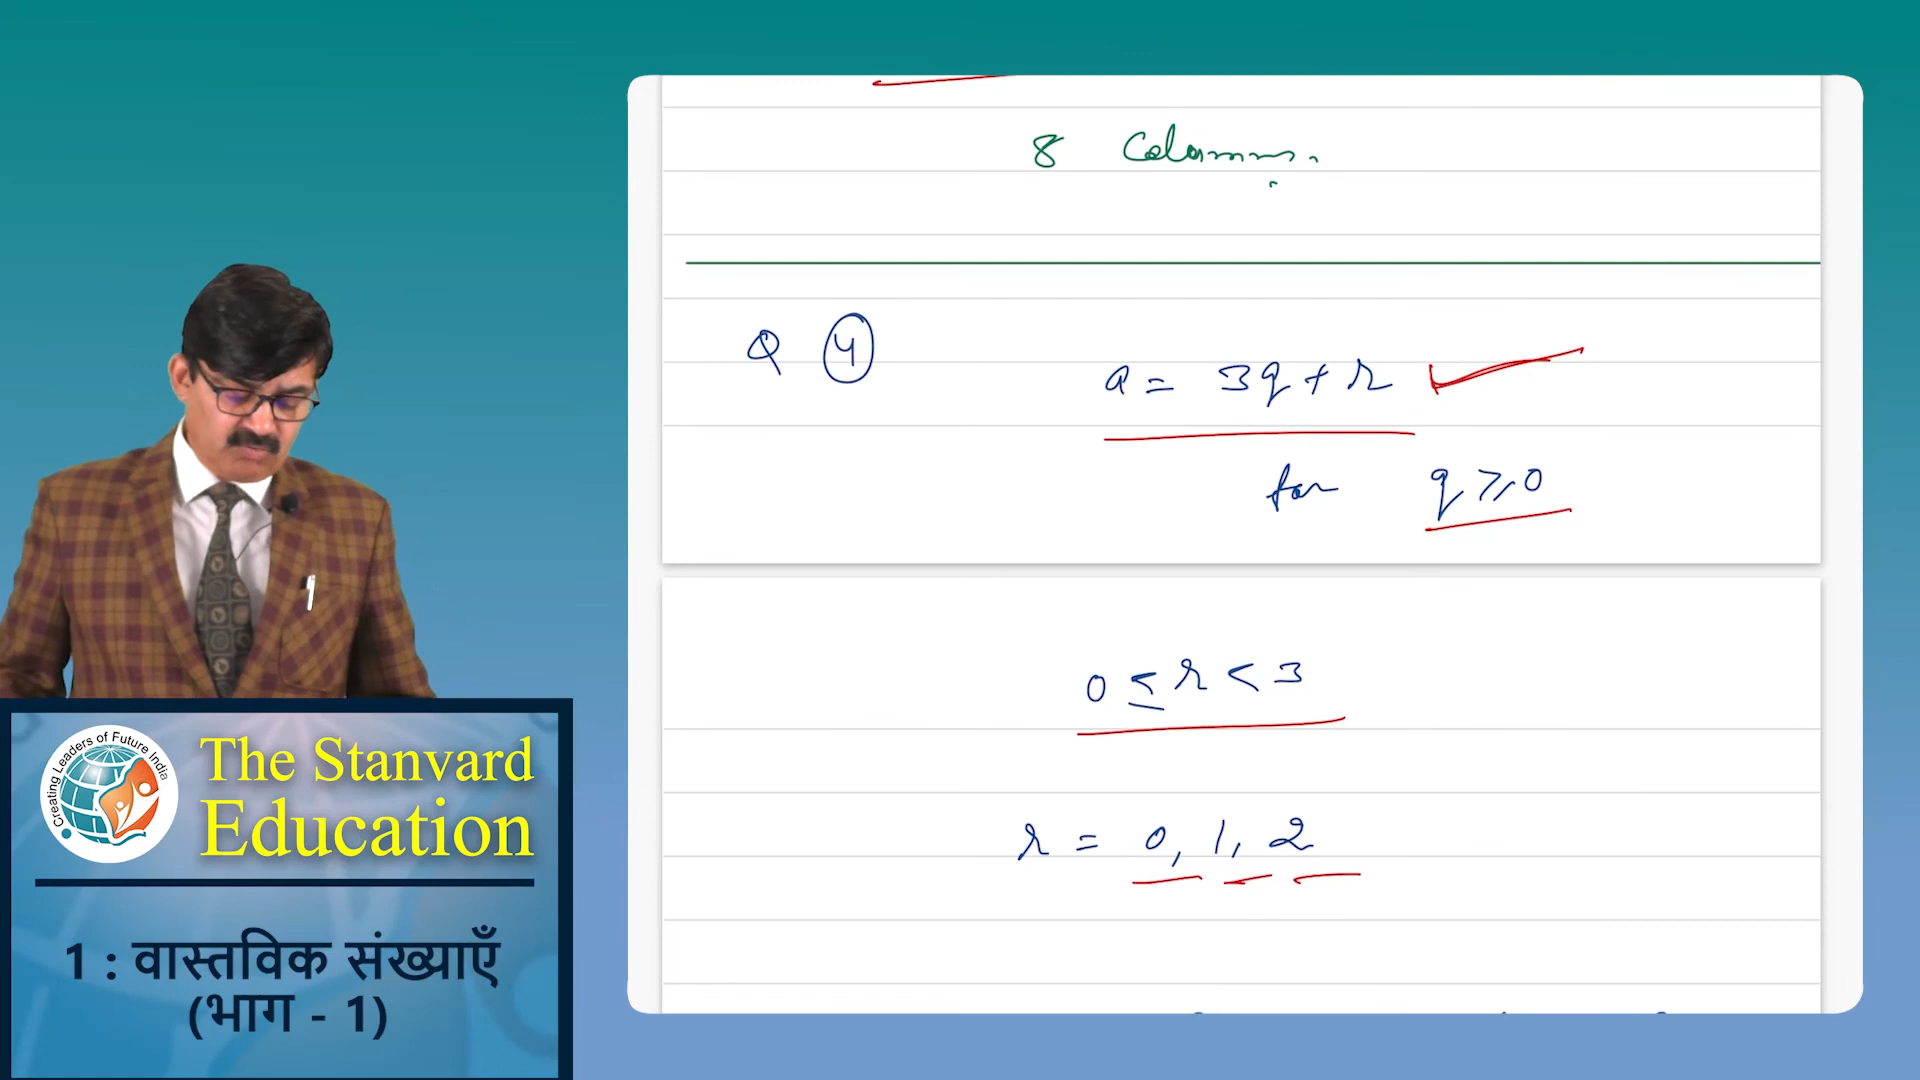 8 Columns.
Q 4
a = 3q + r
for q ≥ 0
0 ≤ r < 3
r = 0, 1, 2
Creating Leaders of Future India
The Stanvard
Education
1 : वास्तविक संख्याएँ
(भाग - 1)